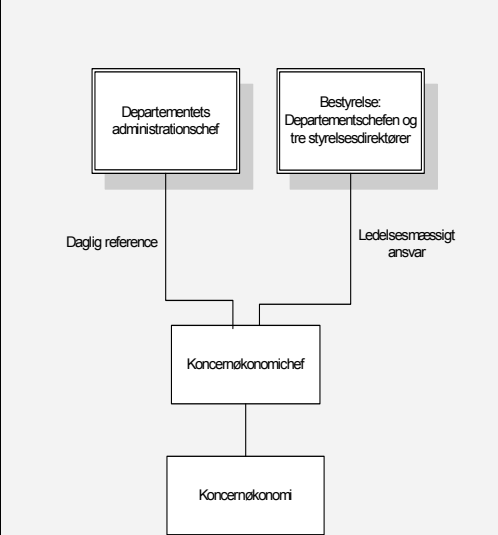 Departementets
administrationschef
Bestyrelse:
Departementschefen og
tre styrelsesdirektører
Daglig reference
Ledelsesmæssigt
ansvar
Koncernøkonomichef
Koncernøkonomi